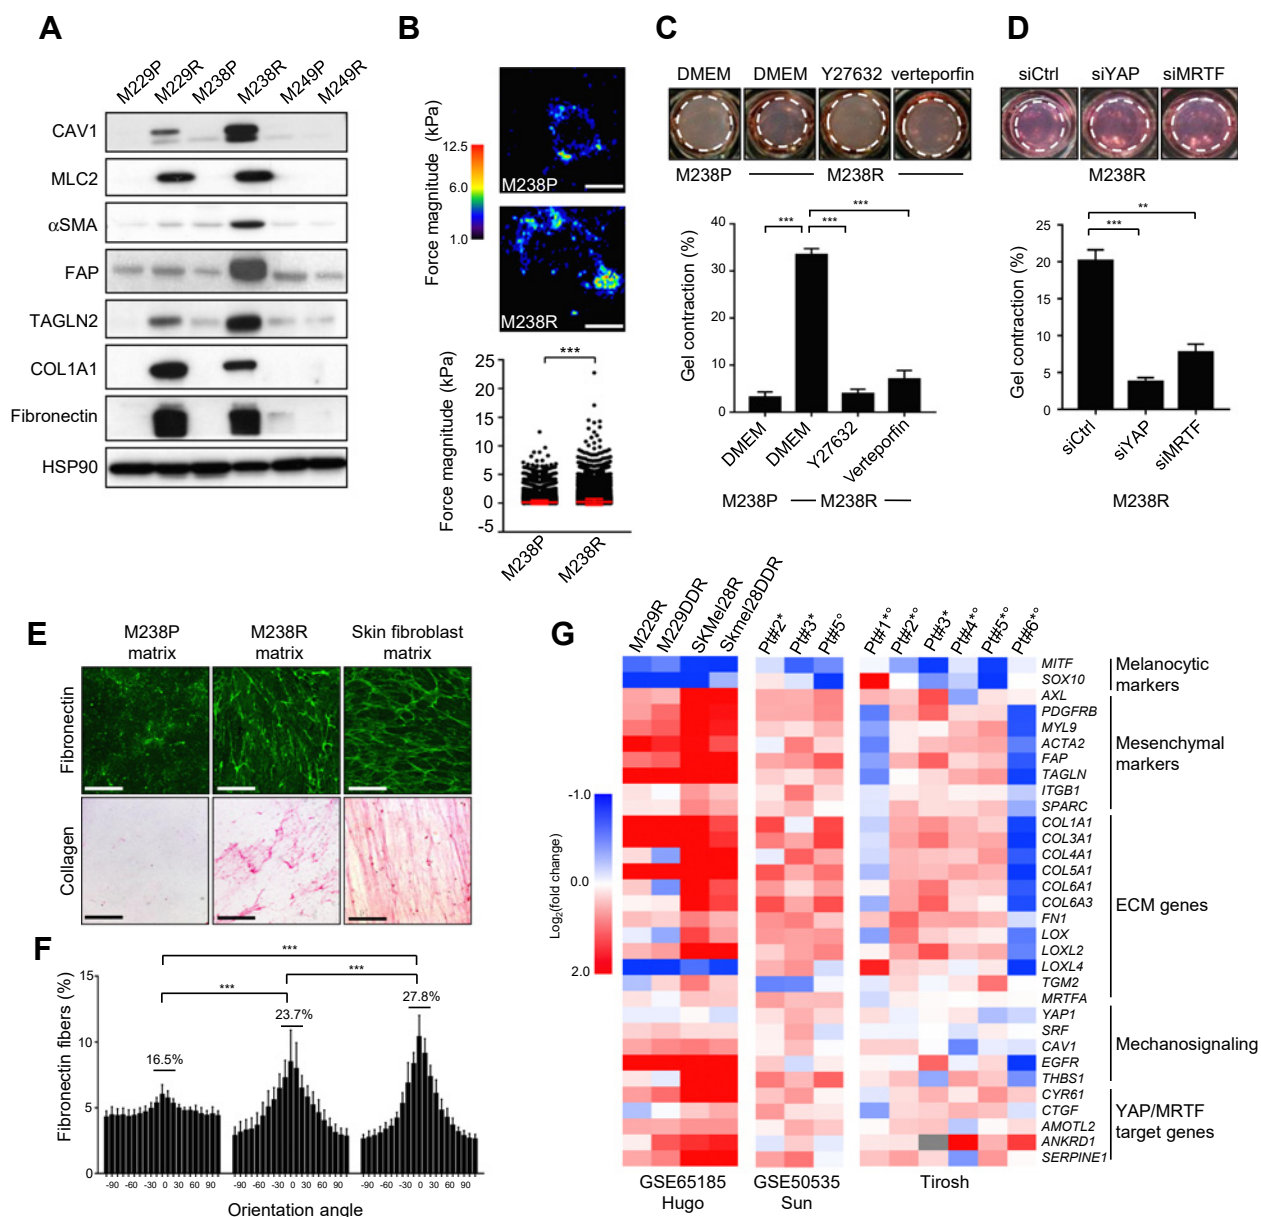 A
M229P
M229R
M238P
M238R
M249P
M249R
CAV1
MLC2
αSMA
FAP
TAGLN2
COL1A1
Fibronectin
HSP90
B
Force magnitude (kPa)
12.5
6.0
1.0
M238P
M238R
Force magnitude (kPa)
***
25
20
15
10
5
0
-5
M238P
M238R
C
DMEM DMEM Y27632 verteporfin
M238P M238R
Gel contraction (%)
*** *** ***
40
30
20
10
0
DMEM
DMEM
Y27632
Verteporfin
M238P M238R
D
siCtrl siYAP siMRTF
M238R
Gel contraction (%)
**
***
25
20
15
10
5
0
siCtrl
siYAP
siMRTF
M238R
E
M238P matrix
M238R matrix
Skin fibroblast matrix
Fibronectin
Collagen
F
Fibronectin fibers (%)
***
***
***
15
10
5
0
16.5%
23.7%
27.8%
-90 -60 -30 0 30 60 90
-90 -60 -30 0 30 60 90
-90 -60 -30 0 30 60 90
Orientation angle
G
M229R
M229DDR
SKMel28R
Skmel28DDR
Pt#2*
Pt#3*
Pt#5°
Pt#1*°
Pt#2*°
Pt#3*
Pt#4*°
Pt#5*°
Pt#6*°
-1.0
0.0
2.0
Log2(fold change)
MITF
SOX10
AXL
PDGFRB
MYL9
ACTA2
FAP
TAGLN
ITGB1
SPARC
COL1A1
COL3A1
COL4A1
COL5A1
COL6A1
COL6A3
FN1
LOX
LOXL2
LOXL4
TGM2
MRTFA
YAP1
SRF
CAV1
EGFR
THBS1
CYR61
CTGF
AMOTL2
ANKRD1
SERPINE1
Melanocytic markers
Mesenchymal markers
ECM genes
Mechanosignaling
YAP/MRTF target genes
GSE65185
Hugo
GSE50535
Sun
Tirosh